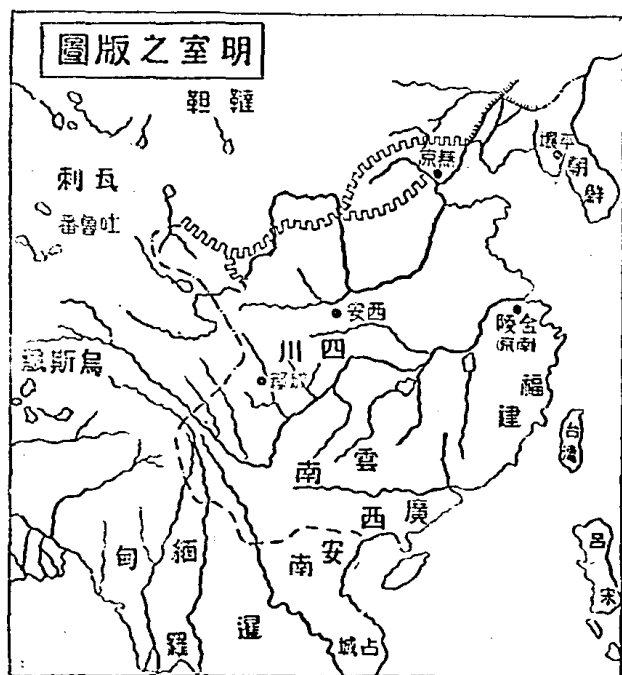 明室之版圖
韃靼
瓦剌
吐魯番
燕京
平壤
朝鮮
西安
金陵
(南京)
四川
烏斯藏
福建
台灣
雲南
廣西
安南
緬甸
暹羅
占城
呂宋